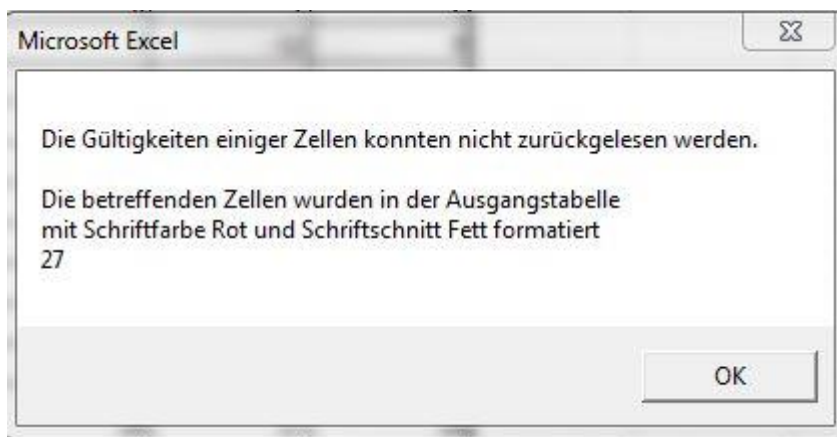 Microsoft Excel
Die Gültigkeiten einiger Zellen konnten nicht zurückgelesen werden.
Die betreffenden Zellen wurden in der Ausgangstabelle
mit Schriftfarbe Rot und Schriftschnitt Fett formatiert
27
OK